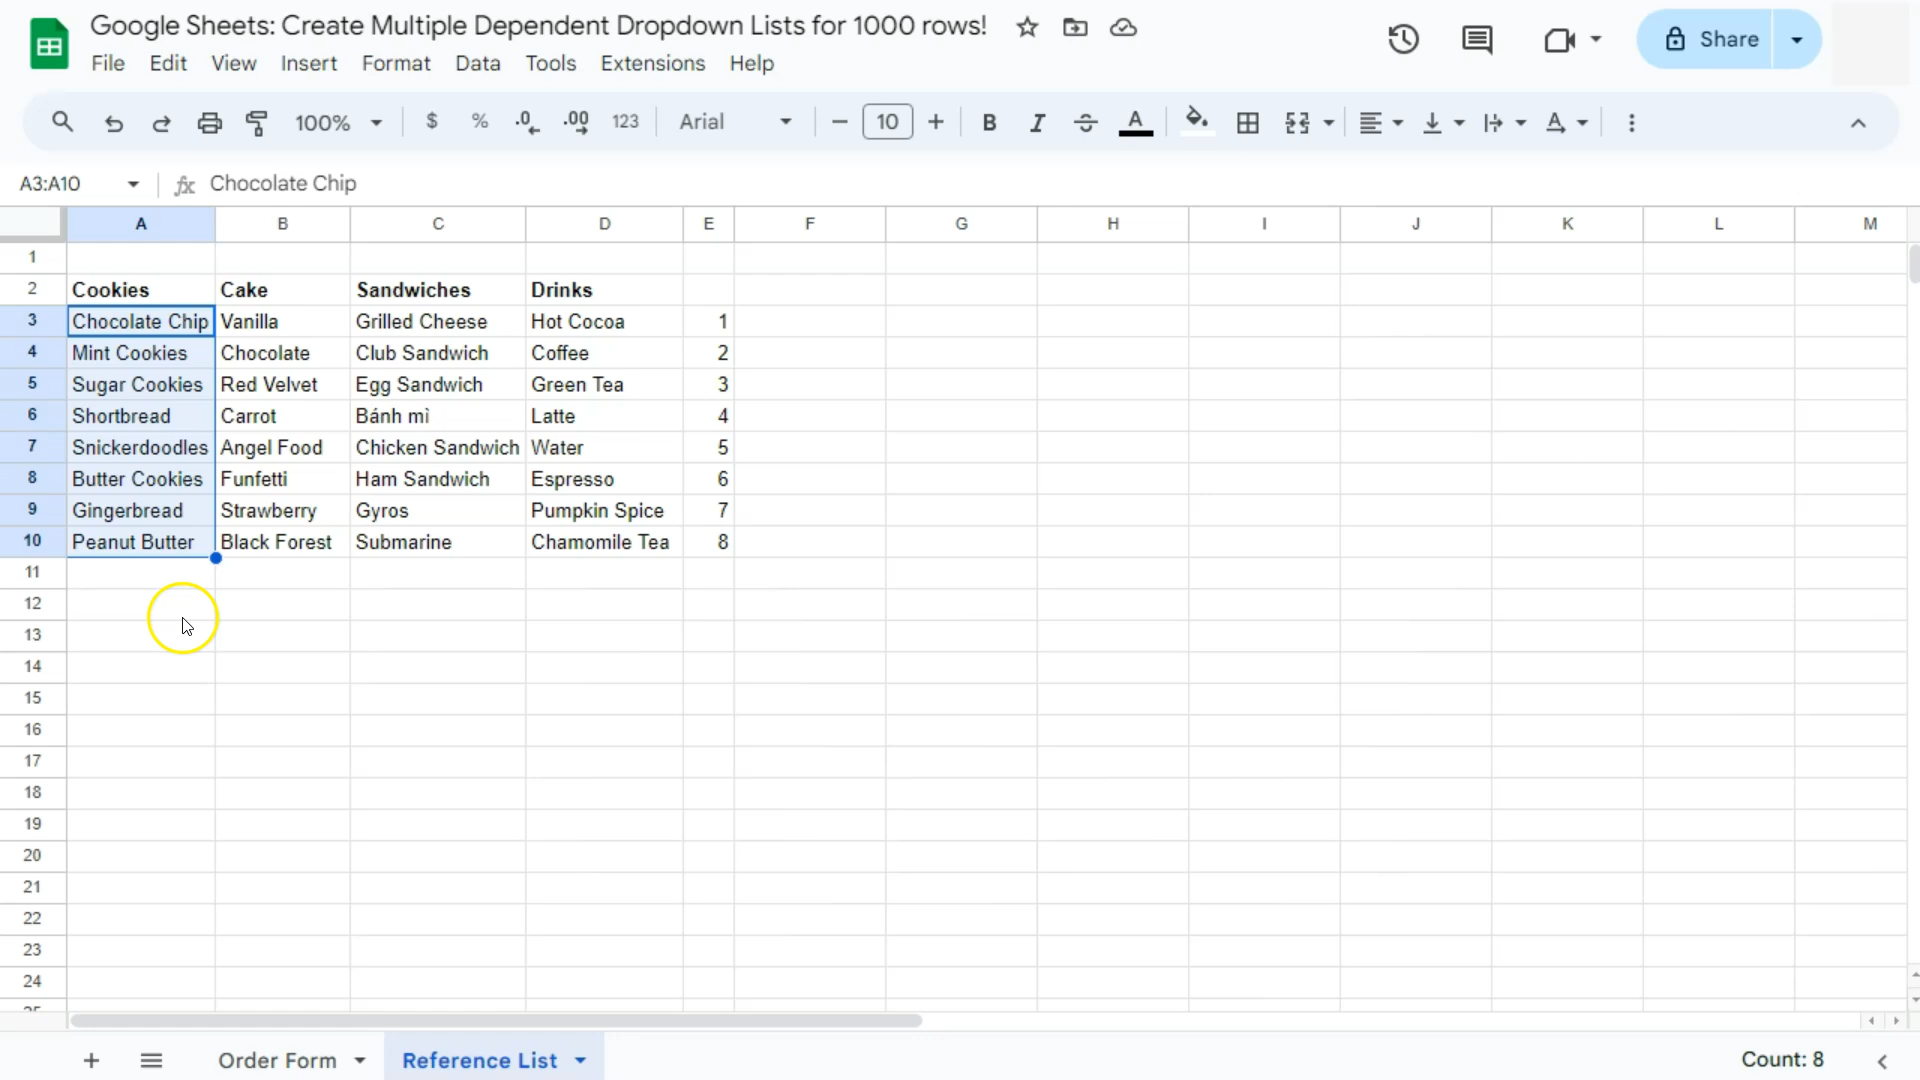 Google Sheets: Create Multiple Dependent Dropdown Lists for 1000 rows!
File Edit View Insert Format Data Tools Extensions Help
Share
100% $ % .0 .00 123 Arial 10 B I S A
A3:A10 fx Chocolate Chip
A B C D E F G H I J K L M
1
2 Cookies Cake Sandwiches Drinks
3 Chocolate Chip Vanilla Grilled Cheese Hot Cocoa 1
4 Mint Cookies Chocolate Club Sandwich Coffee 2
5 Sugar Cookies Red Velvet Egg Sandwich Green Tea 3
6 Shortbread Carrot Bánh mì Latte 4
7 Snickerdoodles Angel Food Chicken Sandwich Water 5
8 Butter Cookies Funfetti Ham Sandwich Espresso 6
9 Gingerbread Strawberry Gyros Pumpkin Spice 7
10 Peanut Butter Black Forest Submarine Chamomile Tea 8
11
12
13
14
15
16
17
18
19
20
21
22
23
24
Order Form Reference List Count: 8